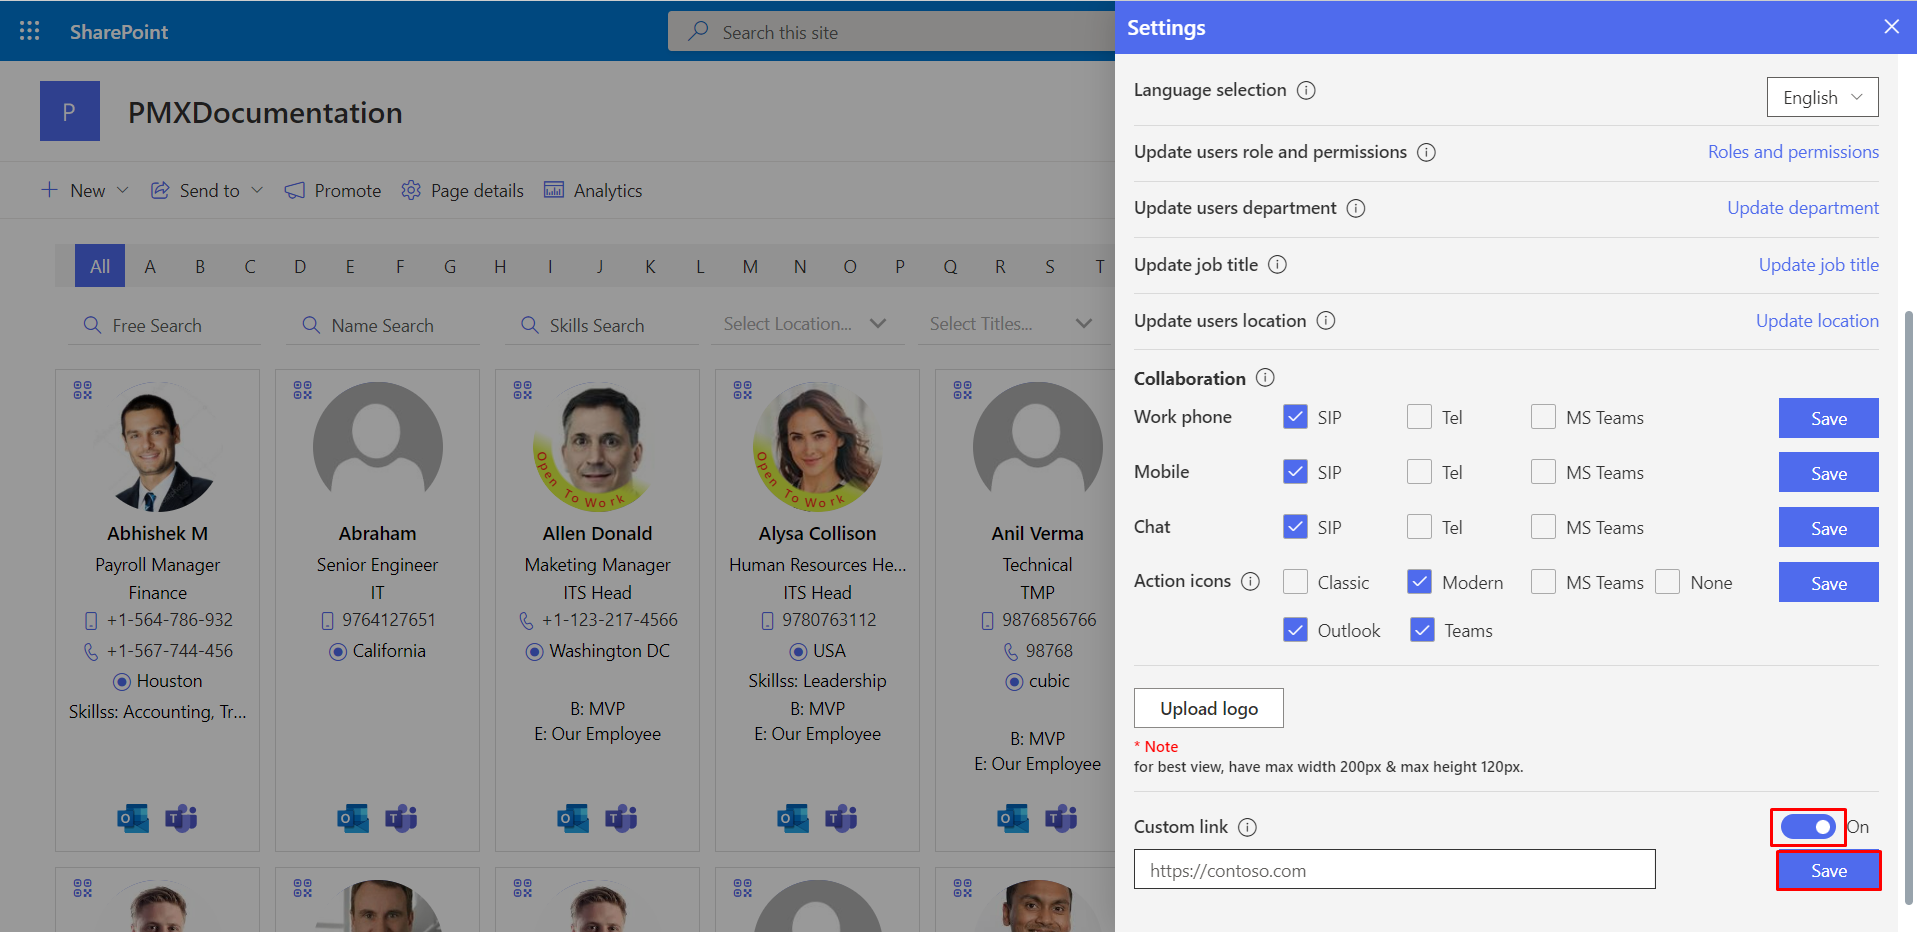 SharePoint
Search this site
Settings
P
PMXDocumentation
New
Send to
Promote
Page details
Analytics
All A B C D E F G H I J K L M N O P Q R S T
Free Search
Name Search
Skills Search
Select Location...
Select Titles...
Open To Work
Open To Work
Abhishek M
Payroll Manager
Finance
+1-564-786-932
+1-567-744-456
Houston
Skillss: Accounting, Tr...
Abraham
Senior Engineer
IT
9764127651
California
Allen Donald
Maketing Manager
ITS Head
+1-123-217-4566
Washington DC
B: MVP
E: Our Employee
Alysa Collison
Human Resources He...
ITS Head
9780763112
USA
Skillss: Leadership
B: MVP
E: Our Employee
Anil Verma
Technical
TMP
9876856766
98768
cubic
B: MVP
E: Our Employee
Language selection
English
Update users role and permissions
Roles and permissions
Update users department
Update department
Update job title
Update job title
Update users location
Update location
Collaboration
Work phone SIP Tel MS Teams Save
Mobile SIP Tel MS Teams Save
Chat SIP Tel MS Teams Save
Action icons Classic Modern MS Teams None Save
Outlook Teams
Upload logo
* Note
for best view, have max width 200px & max height 120px.
Custom link
On
https://contoso.com
Save